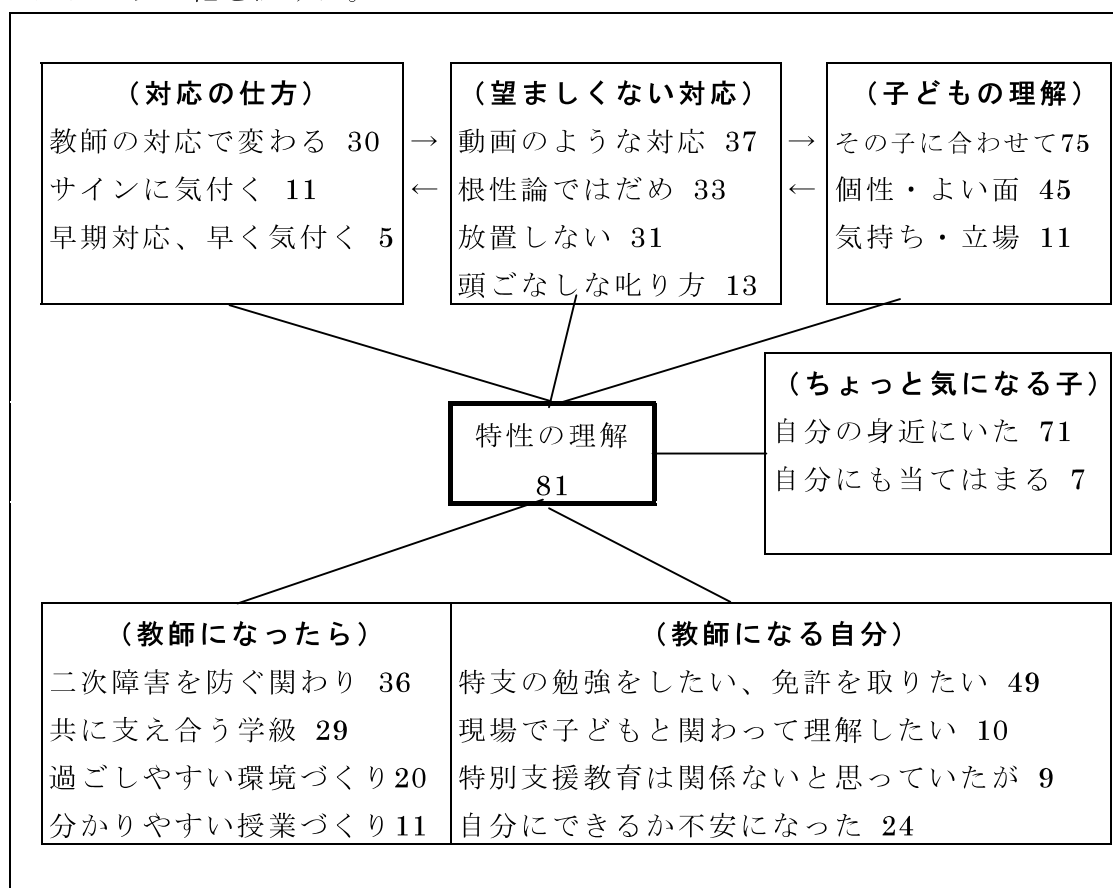 （対応の仕方）
教師の対応で変わる 30
サインに気付く 11
早期対応、早く気付く 5
→
←
（望ましくない対応）
動画のような対応 37
根性論ではだめ 33
放置しない 31
頭ごなしな叱り方 13
→
←
（子どもの理解）
その子に合わせて75
個性・よい面 45
気持ち・立場 11
（ちょっと気になる子）
自分の身近にいた 71
自分にも当てはまる 7
特性の理解
81
（教師になったら）
二次障害を防ぐ関わり 36
共に支え合う学級 29
過ごしやすい環境づくり20
分かりやすい授業づくり11
（教師になる自分）
特支の勉強をしたい、免許を取りたい 49
現場で子どもと関わって理解したい 10
特別支援教育は関係ないと思っていたが 9
自分にできるか不安になった 24